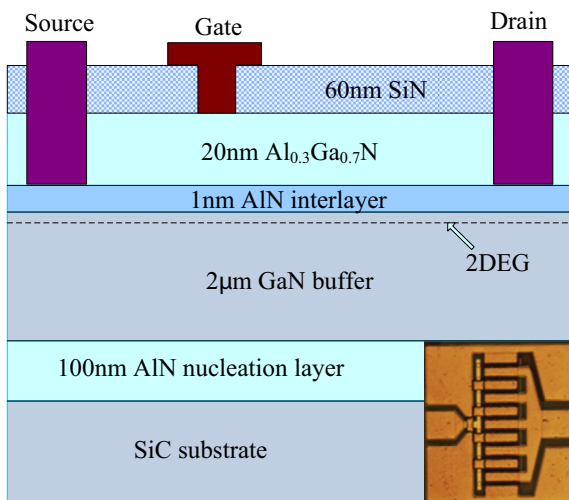 Source Gate Drain
60nm SiN
20nm Al₀.₃Ga₀.₇N
1nm AlN interlayer
2DEG
2μm GaN buffer
100nm AlN nucleation layer
SiC substrate